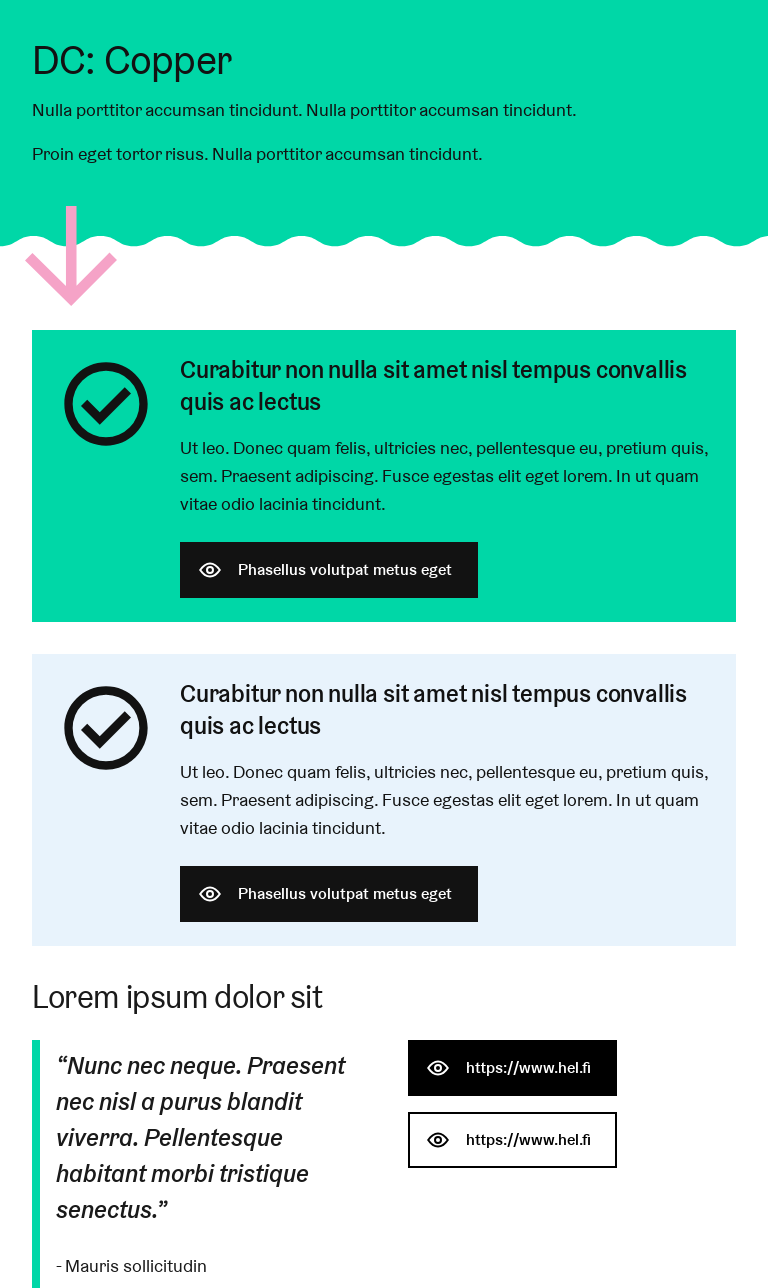 DC: Copper
Nulla porttitor accumsan tincidunt. Nulla porttitor accumsan tincidunt.
Proin eget tortor risus. Nulla porttitor accumsan tincidunt.
Curabitur non nulla sit amet nisl tempus convallis
quis ac lectus
Ut leo. Donec quam felis, ultricies nec, pellentesque eu, pretium quis,
sem. Praesent adipiscing. Fusce egestas elit eget lorem. In ut quam
vitae odio lacinia tincidunt.
Phasellus volutpat metus eget
Curabitur non nulla sit amet nisl tempus convallis
quis ac lectus
Ut leo. Donec quam felis, ultricies nec, pellentesque eu, pretium quis,
sem. Praesent adipiscing. Fusce egestas elit eget lorem. In ut quam
vitae odio lacinia tincidunt.
Phasellus volutpat metus eget
Lorem ipsum dolor sit
“Nunc nec neque. Praesent
nec nisl a purus blandit
viverra. Pellentesque
habitant morbi tristique
senectus.”
- Mauris sollicitudin
https://www.hel.fi
https://www.hel.fi